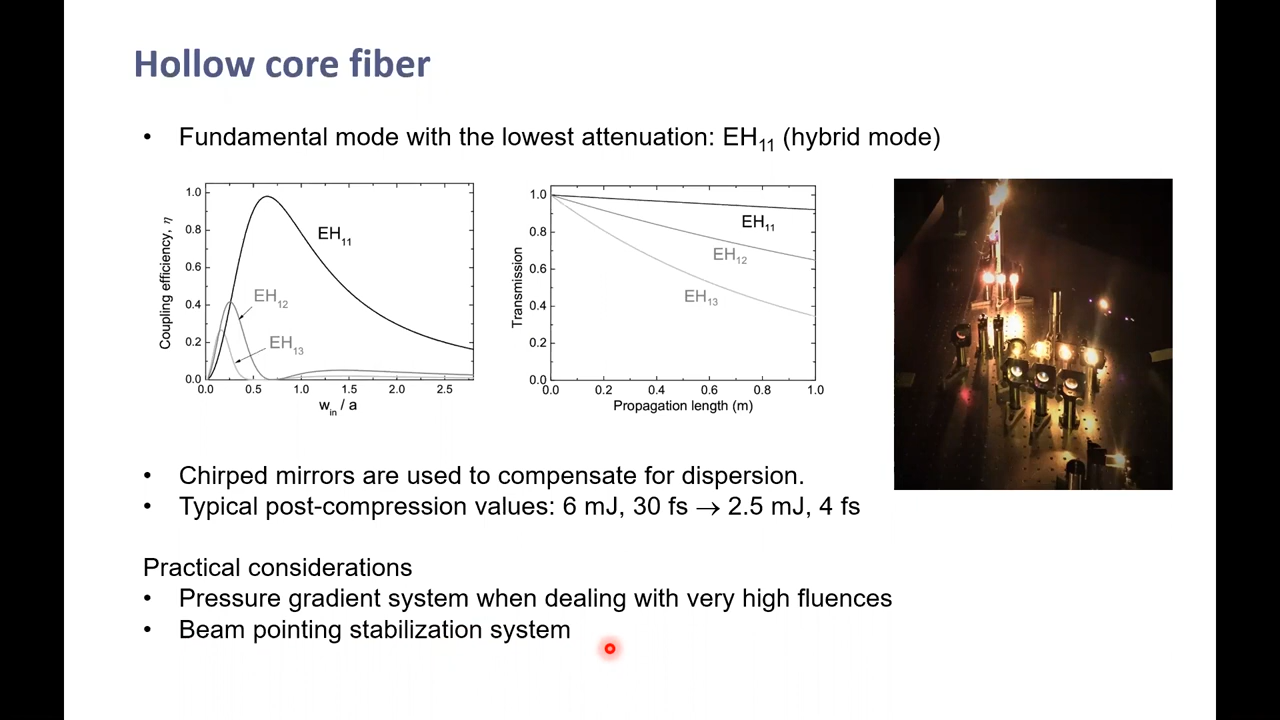 Hollow core fiber
• Fundamental mode with the lowest attenuation: EH11 (hybrid mode)
1.0
0.8
0.6
0.4
0.2
0.0
Coupling efficiency, η
EH11
EH12
EH13
0.0 0.5 1.0 1.5 2.0 2.5
win / a
1.0
0.8
0.6
0.4
0.2
0.0
Transmission
EH11
EH12
EH13
0.0 0.2 0.4 0.6 0.8 1.0
Propagation length (m)
• Chirped mirrors are used to compensate for dispersion.
• Typical post-compression values: 6 mJ, 30 fs → 2.5 mJ, 4 fs
Practical considerations
• Pressure gradient system when dealing with very high fluences
• Beam pointing stabilization system